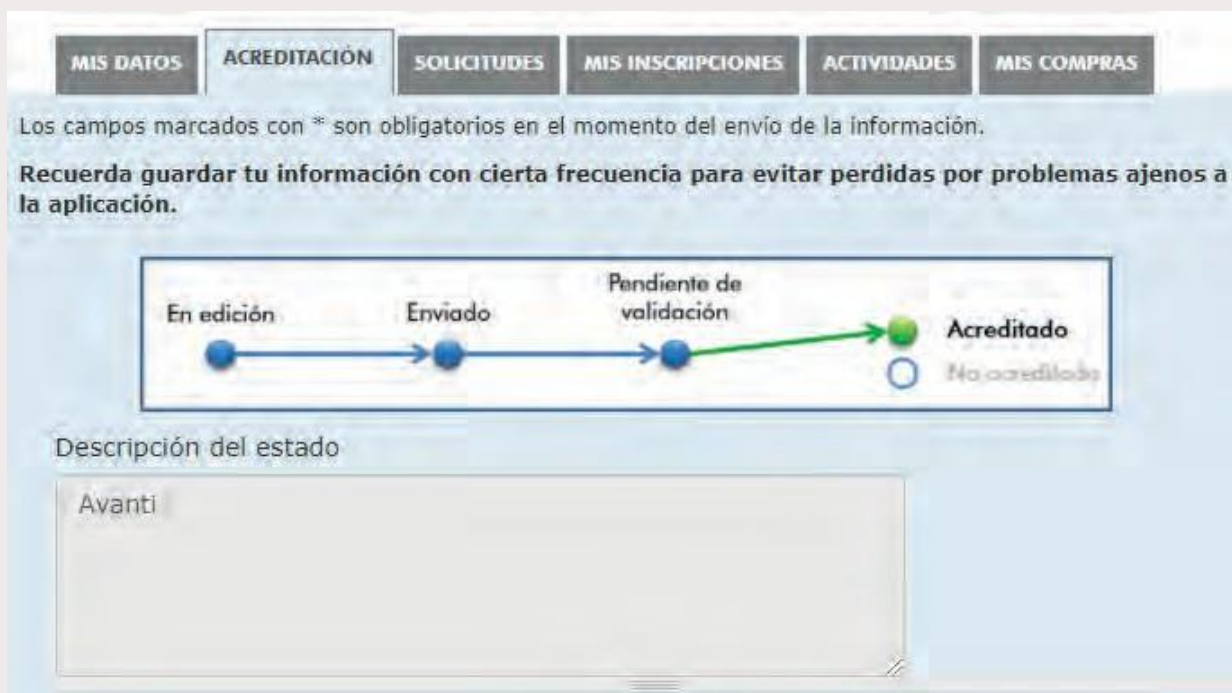 MIS DATOS ACREDITACIÓN SOLICITUDES MIS INSCRIPCIONES ACTIVIDADES MIS COMPRAS
Los campos marcados con * son obligatorios en el momento del envío de la información.
Recuerda guardar tu información con cierta frecuencia para evitar perdidas por problemas ajenos a
la aplicación.
En edición
Enviado
Pendiente de
validación
Acreditado
No acreditado
Descripción del estado
Avanti